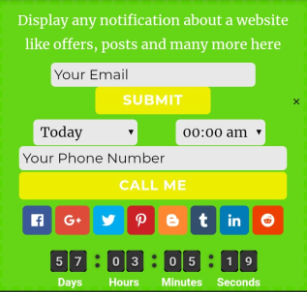 Display any notification about a website
like offers, posts and many more here
Your Email
SUBMIT
×
Today 00:00 am
Your Phone Number
CALL ME
f G+ P B t in
57 : 03 : 05 : 19
Days Hours Minutes Seconds